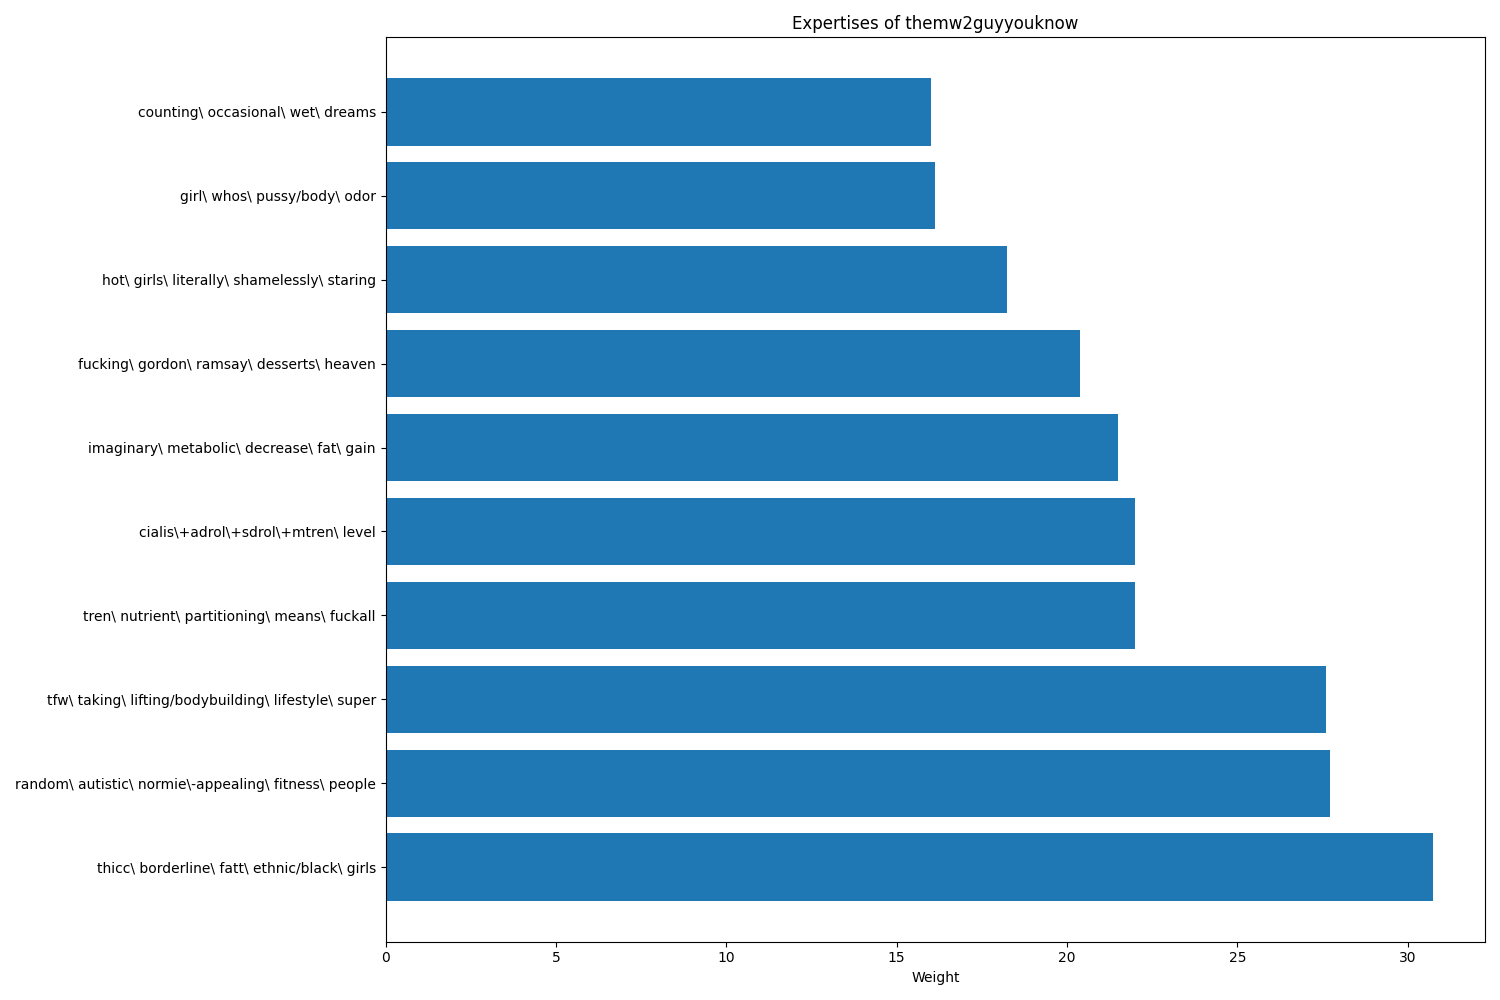 Expertises of themw2guyyouknow
counting\ occasional\ wet\ dreams
girl\ whos\ pussy/body\ odor
hot\ girls\ literally\ shamelessly\ staring
fucking\ gordon\ ramsay\ desserts\ heaven
imaginary\ metabolic\ decrease\ fat\ gain
cialis\+adrol\+sdrol\+mtren\ level
tren\ nutrient\ partitioning\ means\ fuckall
tfw\ taking\ lifting/bodybuilding\ lifestyle\ super
random\ autistic\ normie\-appealing\ fitness\ people
thicc\ borderline\ fatt\ ethnic/black\ girls
0 5 10 15 20 25 30
Weight